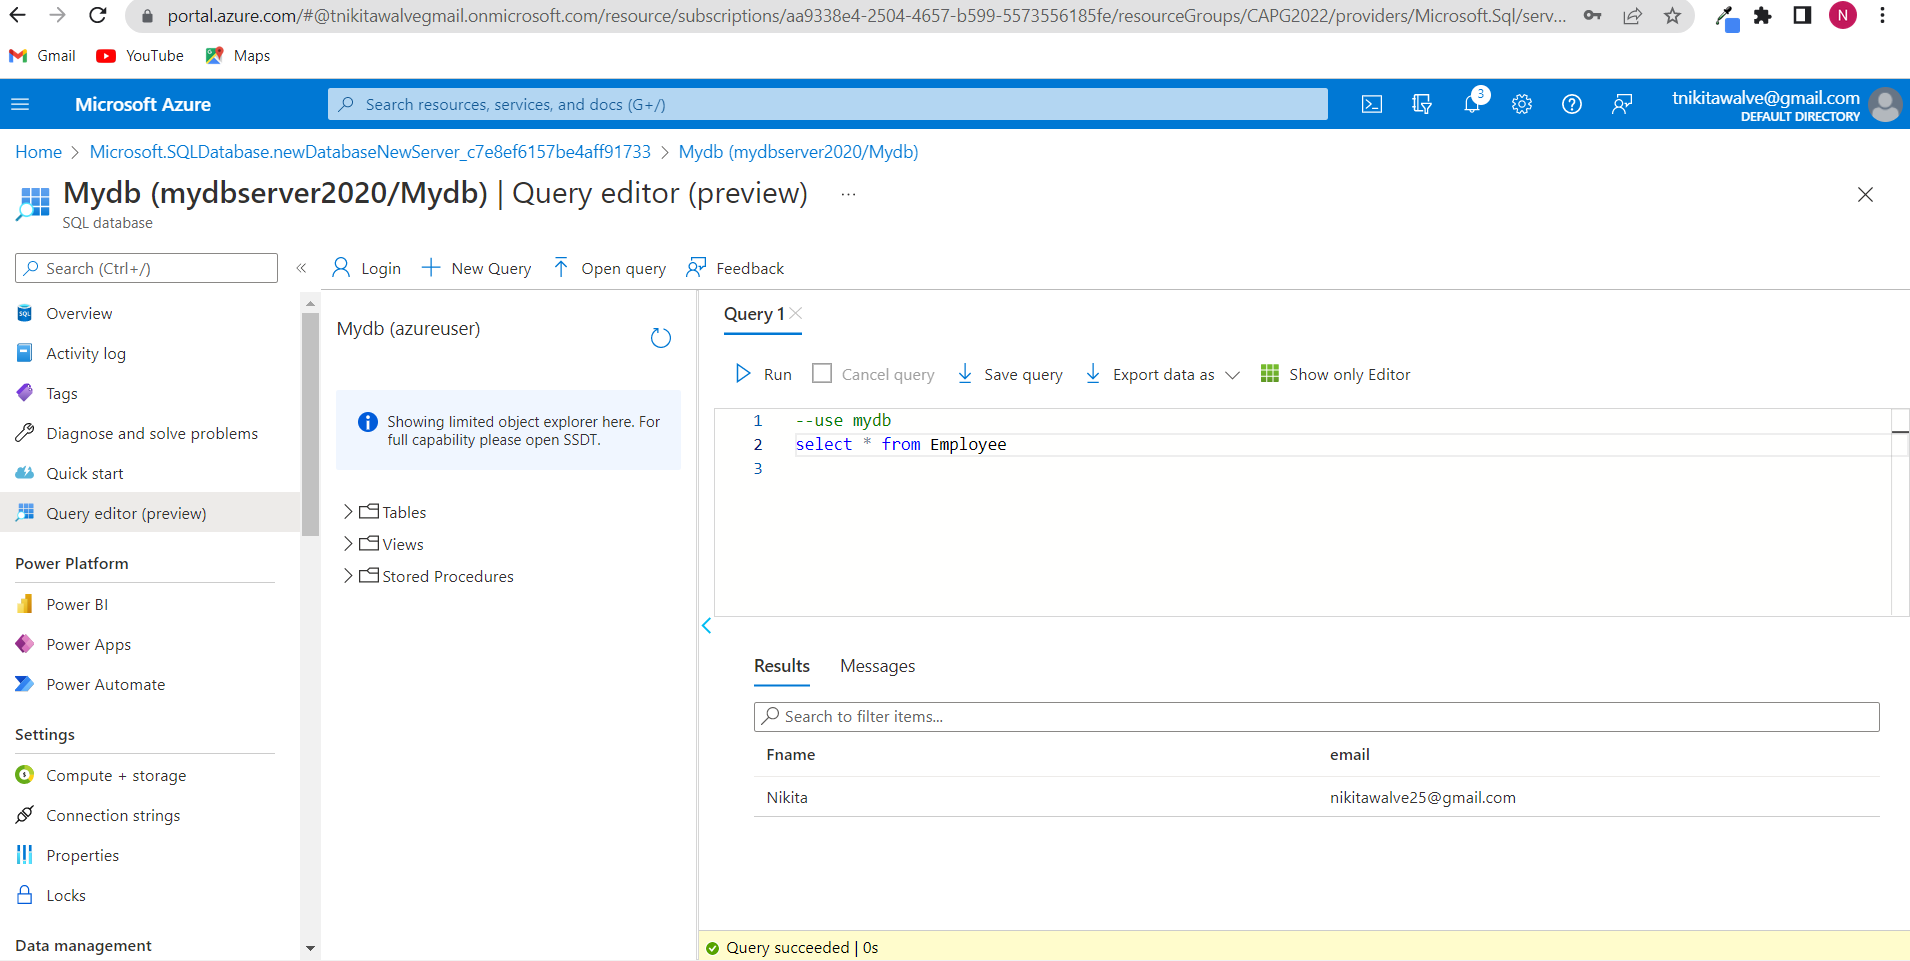 portal.azure.com/#@tnikitawalvegmail.onmicrosoft.com/resource/subscriptions/aa9338e4-2504-4657-b599-5573556185fe/resourceGroups/CAPG2022/providers/Microsoft.Sql/serv...
N
Gmail YouTube Maps
Microsoft Azure
Search resources, services, and docs (G+/)
3
tnikitawalve@gmail.com
DEFAULT DIRECTORY
Home > Microsoft.SQLDatabase.newDatabaseNewServer_c7e8ef6157be4aff91733 > Mydb (mydbserver2020/Mydb)
Mydb (mydbserver2020/Mydb) | Query editor (preview) ...
SQL database
Search (Ctrl+/)
«
Login
New Query
Open query
Feedback
Overview
Activity log
Tags
Diagnose and solve problems
Quick start
Query editor (preview)
Power Platform
Power BI
Power Apps
Power Automate
Settings
Compute + storage
Connection strings
Properties
Locks
Data management
Mydb (azureuser)
Showing limited object explorer here. For
full capability please open SSDT.
Tables
Views
Stored Procedures
Query 1
Run
Cancel query
Save query
Export data as
Show only Editor
1 --use mydb
2 select * from Employee
3
Results Messages
Search to filter items...
Fname email
Nikita nikitawalve25@gmail.com
Query succeeded | 0s